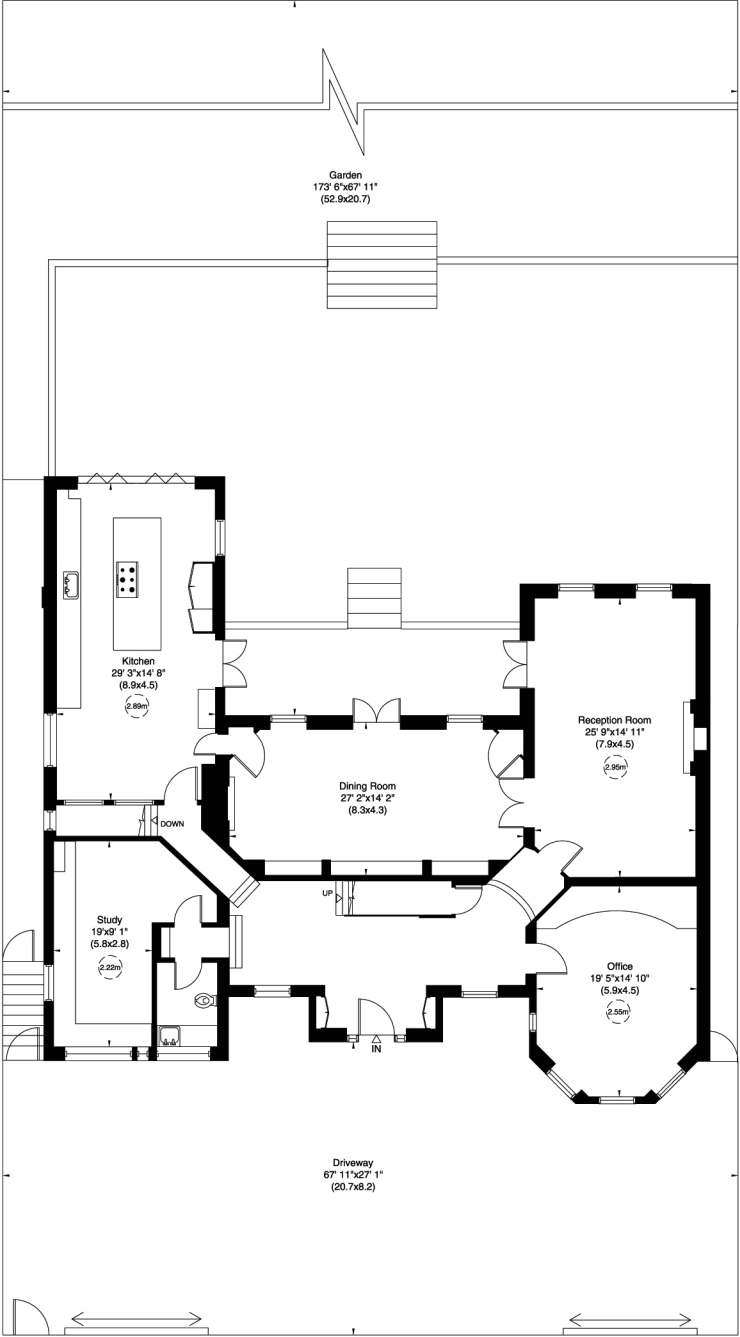 Garden
173' 6"x67' 11"
(52.9x20.7)
Kitchen
29' 3"x14' 8"
(8.9x4.5)
2.89m
Reception Room
25' 9"x14' 11"
(7.9x4.5)
2.95m
Dining Room
27' 2"x14' 2"
(8.3x4.3)
DOWN
UP
Study
19'x9' 1"
(5.8x2.8)
2.22m
Office
19' 5"x14' 10"
(5.9x4.5)
2.55m
IN
Driveway
67' 11"x27' 1"
(20.7x8.2)